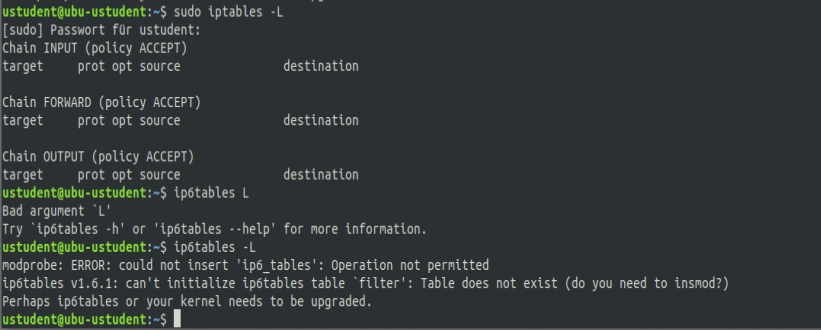 ustudent@ubu-ustudent:~$ sudo iptables -L
[sudo] Passwort für ustudent:
Chain INPUT (policy ACCEPT)
target     prot opt source               destination
Chain FORWARD (policy ACCEPT)
target     prot opt source               destination
Chain OUTPUT (policy ACCEPT)
target     prot opt source               destination
ustudent@ubu-ustudent:~$ ip6tables L
Bad argument `L'
Try `ip6tables -h' or 'ip6tables --help' for more information.
ustudent@ubu-ustudent:~$ ip6tables -L
modprobe: ERROR: could not insert 'ip6_tables': Operation not permitted
ip6tables v1.6.1: can't initialize ip6tables table `filter': Table does not exist (do you need to insmod?)
Perhaps ip6tables or your kernel needs to be upgraded.
ustudent@ubu-ustudent:~$